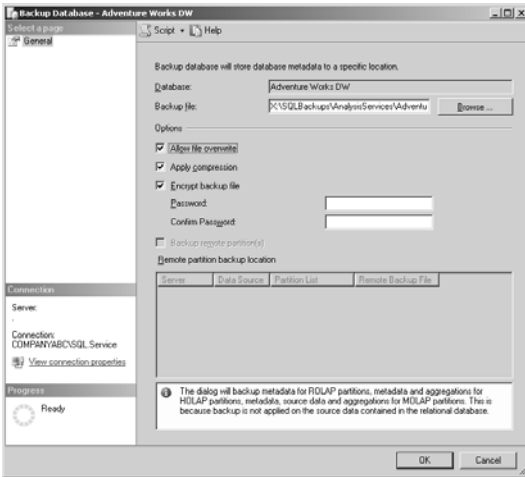 Backup Database - Adventure Works DW
Select a page
General
Script Help
Backup database will store database metadata to a specific location.
Database: Adventure Works DW
Backup file: X:\SQLBackups\AnalysisServices\Adventu Browse ...
Options
Allow file overwrite
Apply compression
Encrypt backup file
Password:
Confirm Password:
Backup remote partition(s)
Remote partition backup location
Server Data Source Partition List Remote Backup File
Connection
Server:
.
Connection:
COMPANYABC\SQL.Service
View connection properties
Progress
Ready
The dialog will backup metadata for ROLAP partitions, metadata and aggregations for
HOLAP partitions, metadata, source data and aggregations for MOLAP partitions. This is
because backup is not applied on the source data contained in the relational database.
OK Cancel